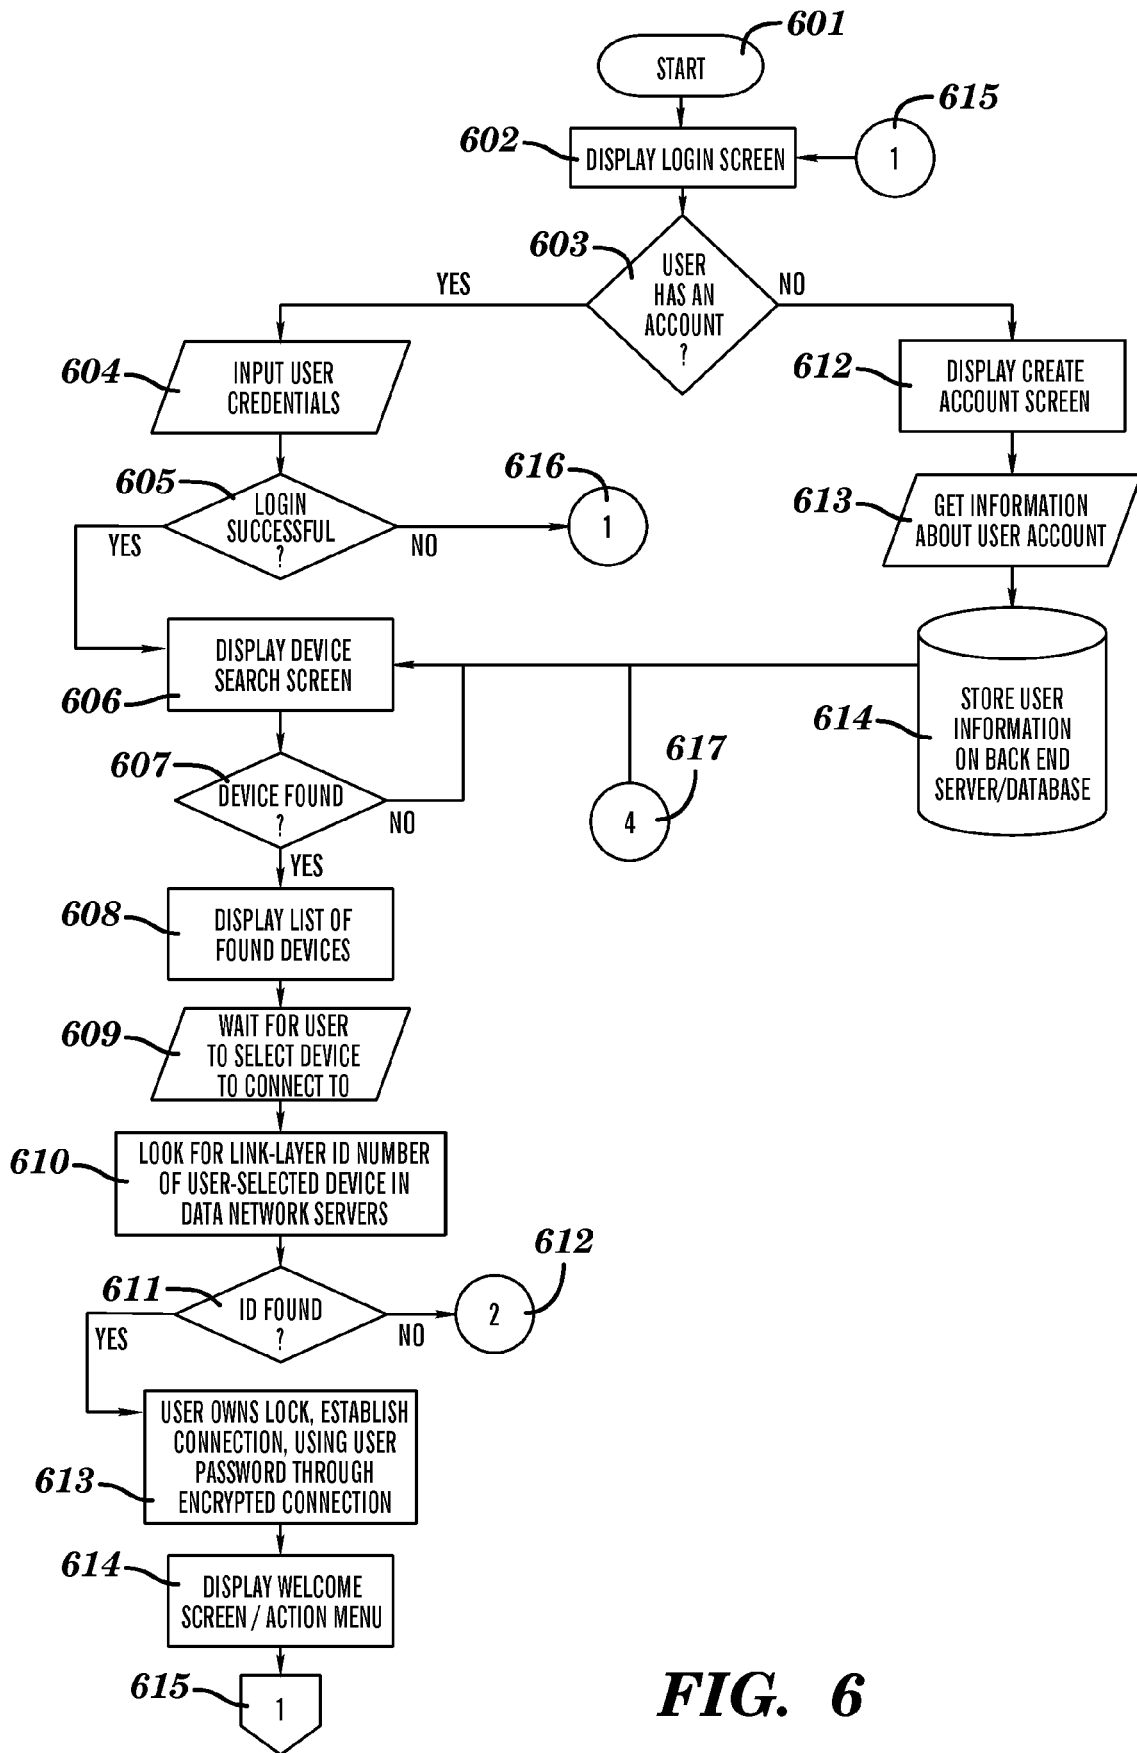 601
START
615
602
DISPLAY LOGIN SCREEN
1
603
USER
HAS AN
ACCOUNT
?
YES
NO
604
INPUT USER
CREDENTIALS
612
DISPLAY CREATE
ACCOUNT SCREEN
605
LOGIN
SUCCESSFUL
?
YES
NO
616
1
613
GET INFORMATION
ABOUT USER ACCOUNT
DISPLAY DEVICE
SEARCH SCREEN
606
614
STORE USER
INFORMATION
ON BACK END
SERVER/DATABASE
607
DEVICE FOUND
?
NO
YES
617
4
608
DISPLAY LIST OF
FOUND DEVICES
609
WAIT FOR USER
TO SELECT DEVICE
TO CONNECT TO
610
LOOK FOR LINK-LAYER ID NUMBER
OF USER-SELECTED DEVICE IN
DATA NETWORK SERVERS
611
ID FOUND
?
YES
NO
612
2
USER OWNS LOCK, ESTABLISH
CONNECTION, USING USER
PASSWORD THROUGH
ENCRYPTED CONNECTION
613
614
DISPLAY WELCOME
SCREEN / ACTION MENU
615
1
FIG. 6